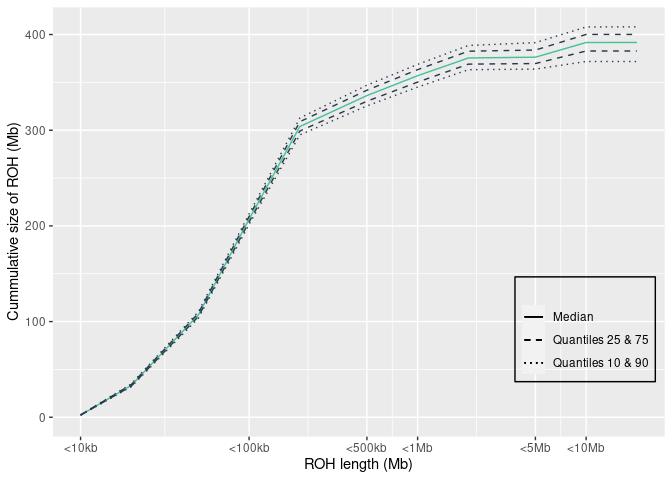 400
300
200
100
0
Cummulative size of ROH (Mb)
Median
Quantiles 25 & 75
Quantiles 10 & 90
<10kb <100kb <500kb <1Mb <5Mb <10Mb
ROH length (Mb)